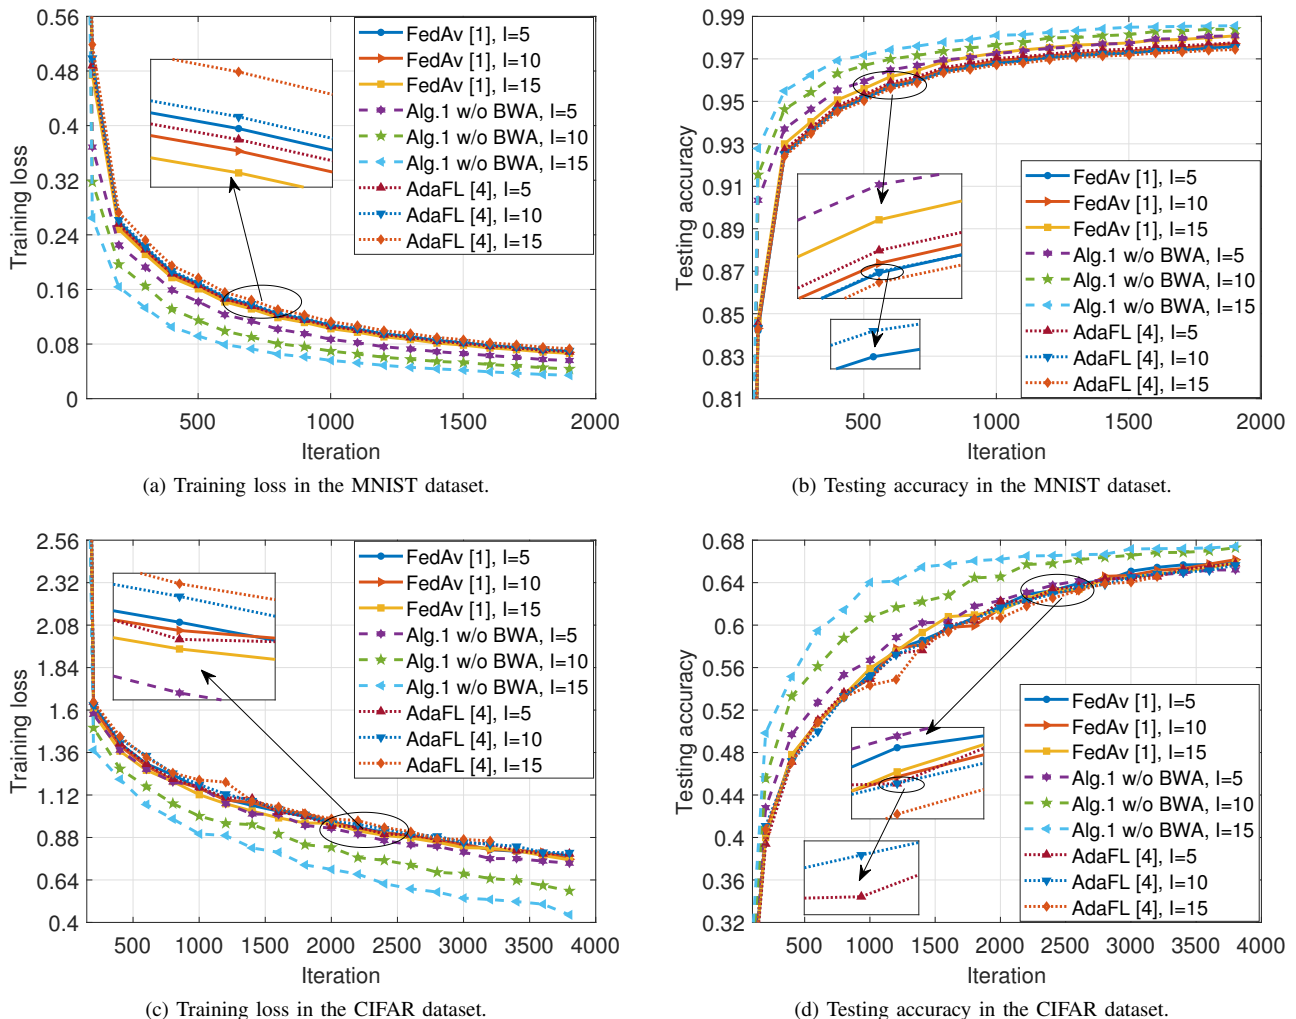 0.56
0.48
0.4
0.32
0.24
0.16
0.08
0
Training loss
500
1000
1500
2000
Iteration
FedAv [1], I=5
FedAv [1], I=10
FedAv [1], I=15
Alg.1 w/o BWA, I=5
Alg.1 w/o BWA, I=10
Alg.1 w/o BWA, I=15
AdaFL [4], I=5
AdaFL [4], I=10
AdaFL [4], I=15
(a) Training loss in the MNIST dataset.
0.99
0.97
0.95
0.93
0.91
0.89
0.87
0.85
0.83
0.81
Testing accuracy
500
1000
1500
2000
Iteration
FedAv [1], I=5
FedAv [1], I=10
FedAv [1], I=15
Alg.1 w/o BWA, I=5
Alg.1 w/o BWA, I=10
Alg.1 w/o BWA, I=15
AdaFL [4], I=5
AdaFL [4], I=10
AdaFL [4], I=15
(b) Testing accuracy in the MNIST dataset.
2.56
2.32
2.08
1.84
1.6
1.36
1.12
0.88
0.64
0.4
Training loss
500
1000
1500
2000
2500
3000
3500
4000
Iteration
FedAv [1], I=5
FedAv [1], I=10
FedAv [1], I=15
Alg.1 w/o BWA, I=5
Alg.1 w/o BWA, I=10
Alg.1 w/o BWA, I=15
AdaFL [4], I=5
AdaFL [4], I=10
AdaFL [4], I=15
(c) Training loss in the CIFAR dataset.
0.68
0.64
0.6
0.56
0.52
0.48
0.44
0.4
0.36
0.32
Testing accuracy
500
1000
1500
2000
2500
3000
3500
4000
Iteration
FedAv [1], I=5
FedAv [1], I=10
FedAv [1], I=15
Alg.1 w/o BWA, I=5
Alg.1 w/o BWA, I=10
Alg.1 w/o BWA, I=15
AdaFL [4], I=5
AdaFL [4], I=10
AdaFL [4], I=15
(d) Testing accuracy in the CIFAR dataset.